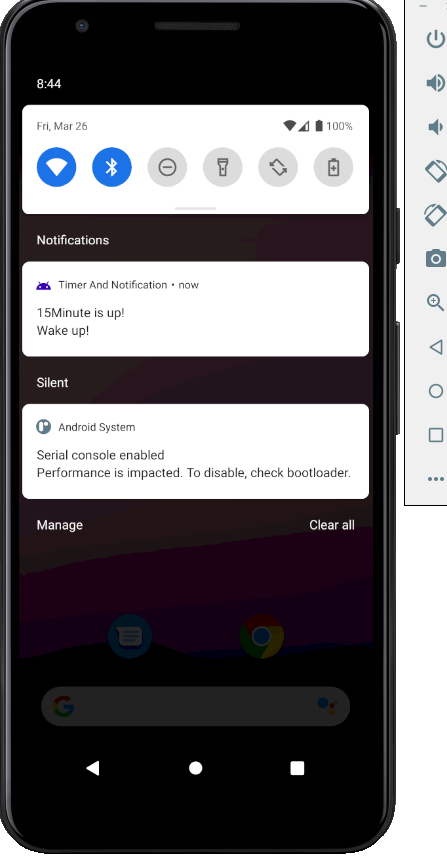 8:44
Fri, Mar 26
100%
Notifications
Timer And Notification • now
15Minute is up!
Wake up!
Silent
Android System
Serial console enabled
Performance is impacted. To disable, check bootloader.
Manage
Clear all